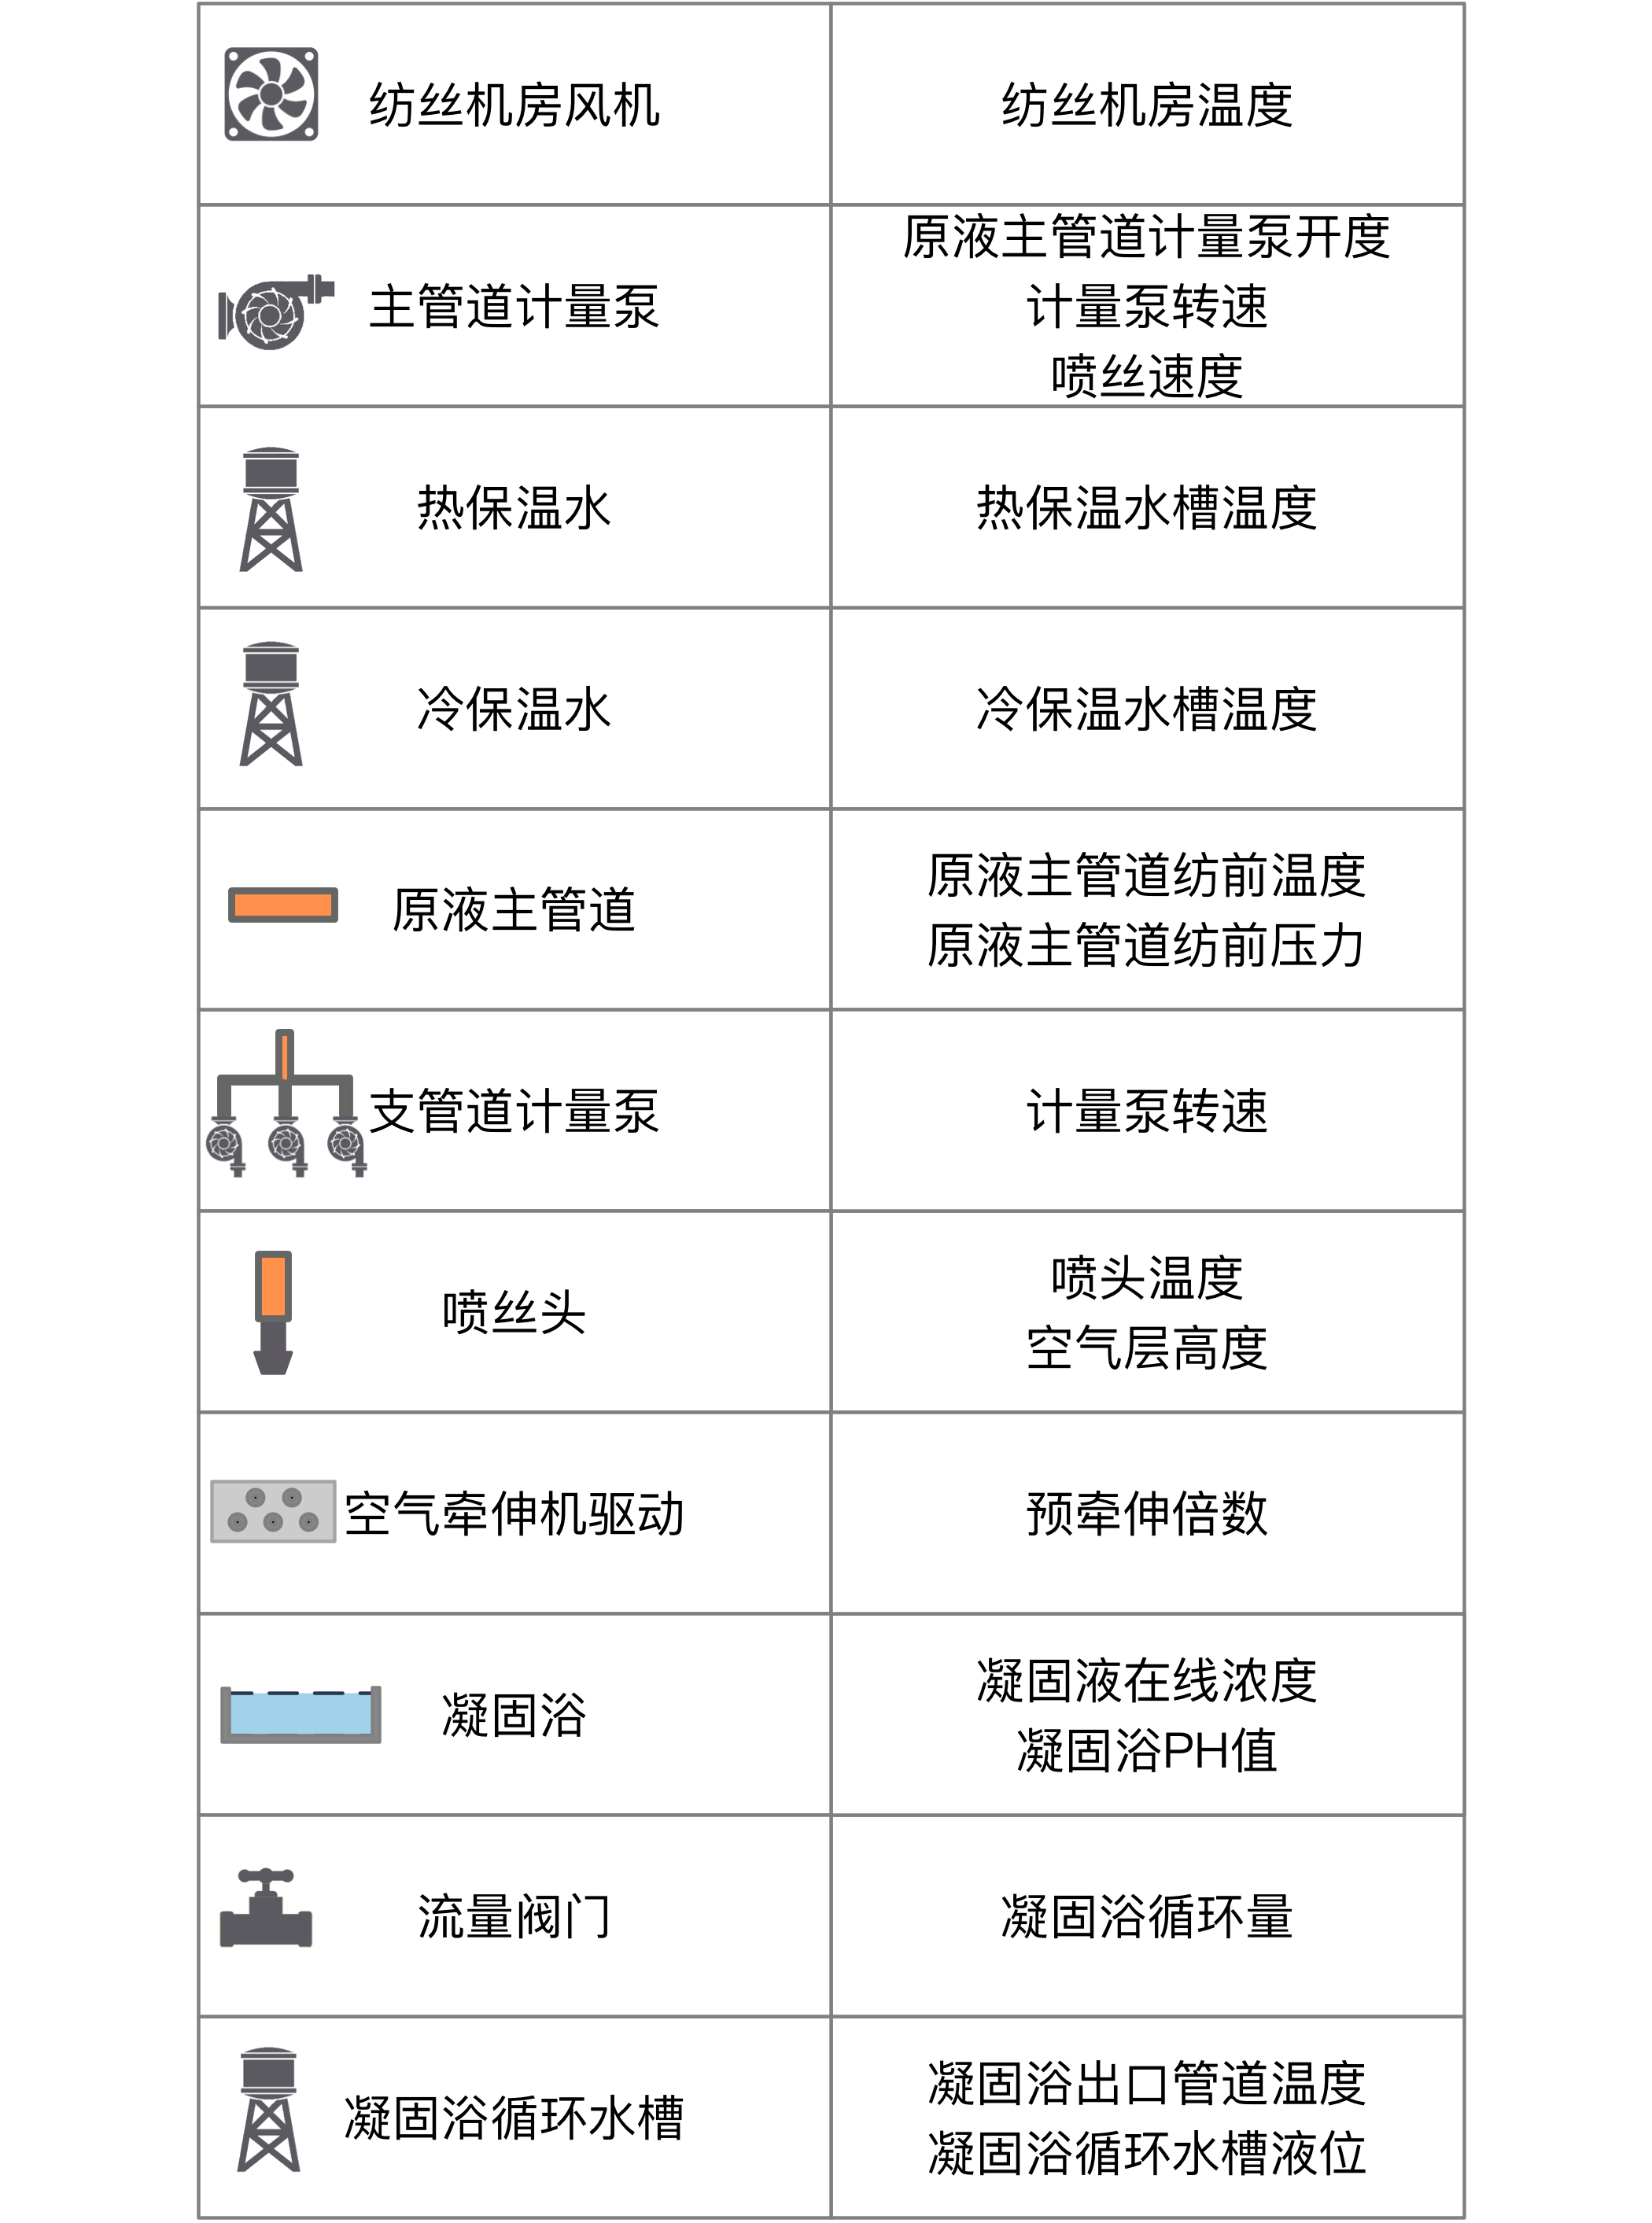 纺丝机房风机
纺丝机房温度
主管道计量泵
原液主管道计量泵开度
计量泵转速
喷丝速度
热保温水
热保温水槽温度
冷保温水
冷保温水槽温度
原液主管道
原液主管道纺前温度
原液主管道纺前压力
支管道计量泵
计量泵转速
喷丝头
喷头温度
空气层高度
空气牵伸机驱动
预牵伸倍数
凝固浴
凝固液在线浓度
凝固浴PH值
流量阀门
凝固浴循环量
凝固浴循环水槽
凝固浴出口管道温度
凝固浴循环水槽液位